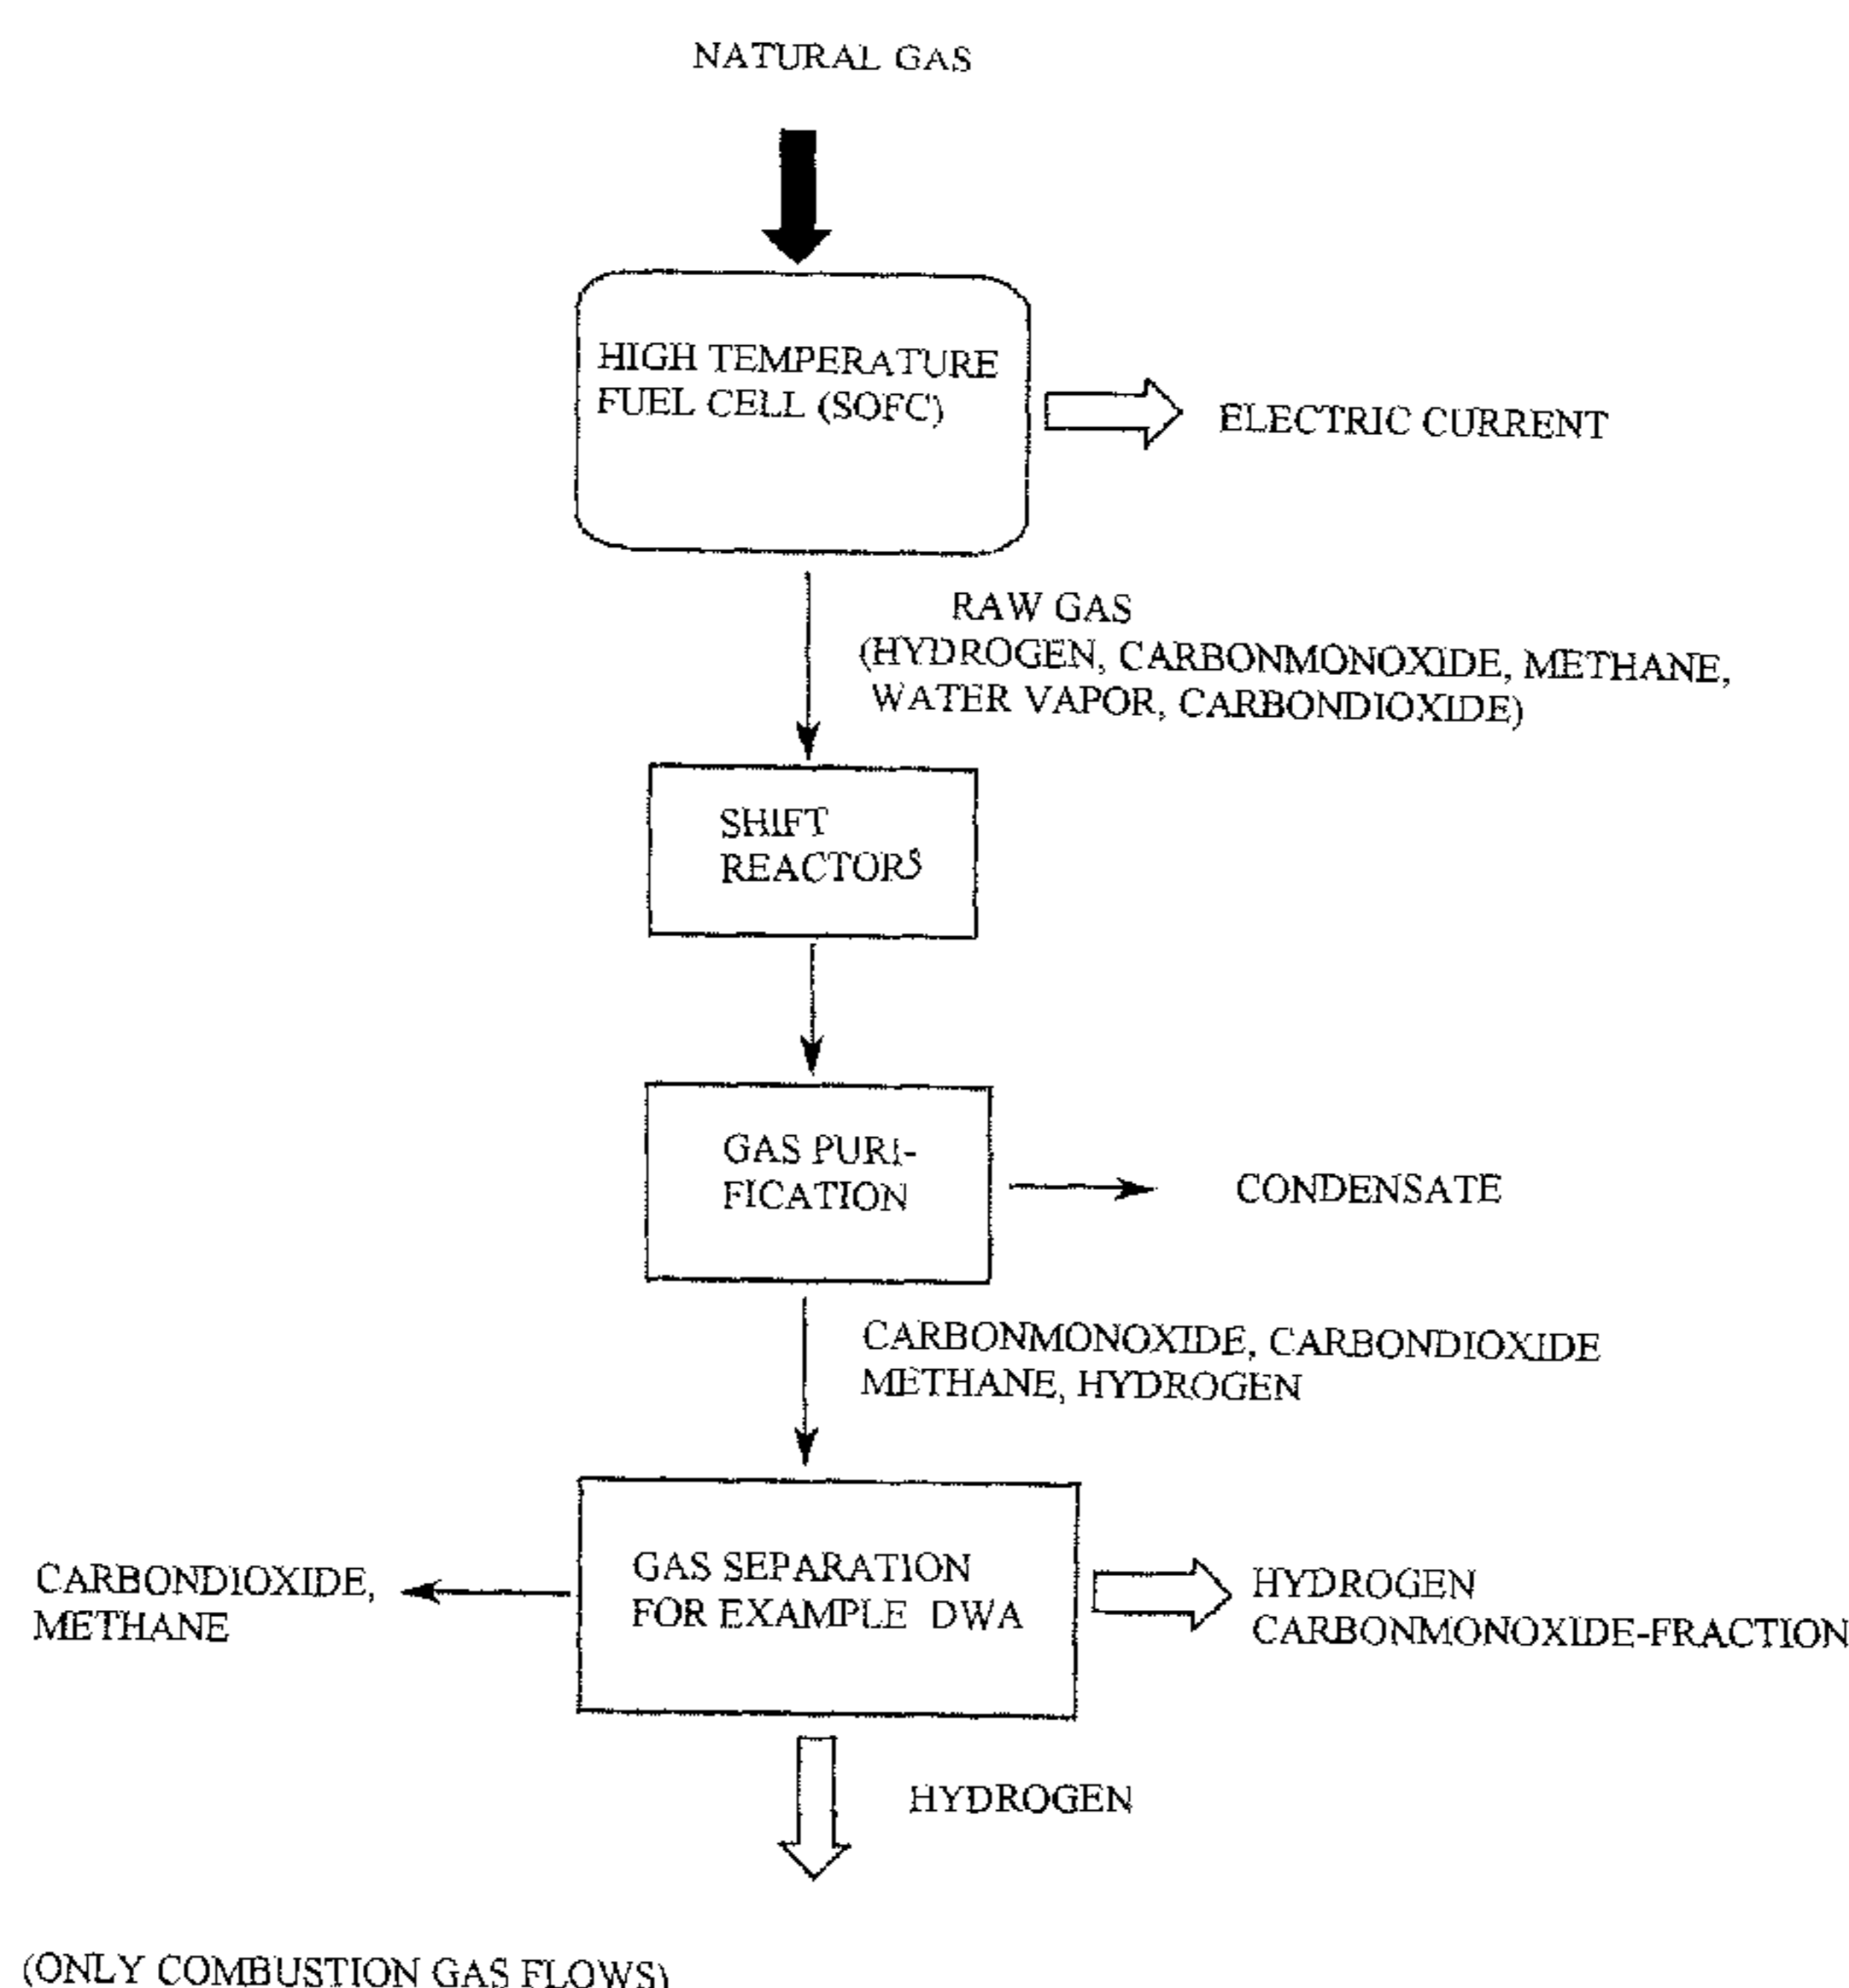 NATURAL GAS
HIGH TEMPERATURE
FUEL CELL (SOFC)
ELECTRIC CURRENT
RAW GAS
(HYDROGEN, CARBONMONOXIDE, METHANE,
WATER VAPOR, CARBONDIOXIDE)
SHIFT
REACTORS
GAS PURI-
FICATION
CONDENSATE
CARBONMONOXIDE, CARBONDIOXIDE
METHANE, HYDROGEN
CARBONDIOXIDE,
METHANE
GAS SEPARATION
FOR EXAMPLE DWA
HYDROGEN
CARBONMONOXIDE-FRACTION
HYDROGEN
(ONLY COMBUSTION GAS FLOWS)